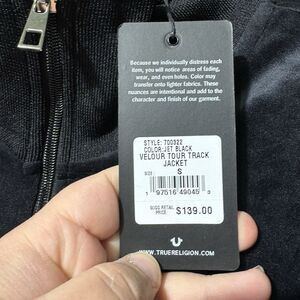 Because we individually distress each
item, you will notice areas of fading,
wear, and even holes. Color may
transfer onto lighter fabrics. These
nuances are intentional and add to the
character and finish of our garment.
STYLE: 700322
COLOR:JET BLACK
VELOUR TOUR TRACK
JACKET
SIZE S
1 97516 49045 3
SUGG RETAIL
PRICE $139.00
WWW.TRUERELIGION.COM